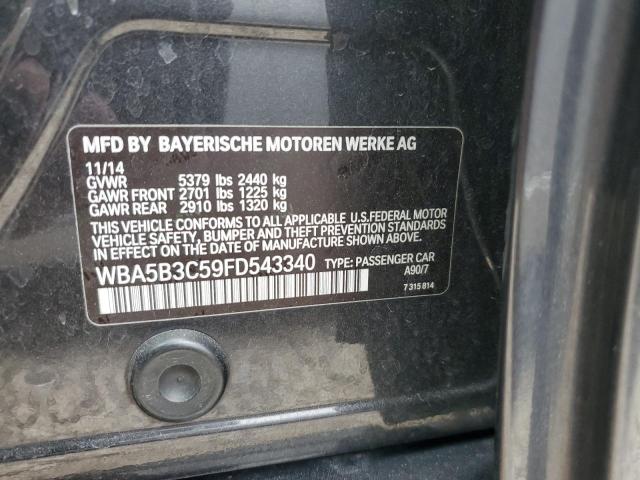 MFD BY BAYERISCHE MOTOREN WERKE AG
11/14
GVWR 5379 lbs 2440 kg
GAWR FRONT 2701 lbs 1225 kg
GAWR REAR 2910 lbs 1320 kg
THIS VEHICLE CONFORMS TO ALL APPLICABLE U.S.FEDERAL MOTOR
VEHICLE SAFETY, BUMPER AND THEFT PREVENTION STANDARDS
IN EFFECT ON THE DATE OF MANUFACTURE SHOWN ABOVE.
WBA5B3C59FD543340 TYPE: PASSENGER CAR
A90/7
7 315 814